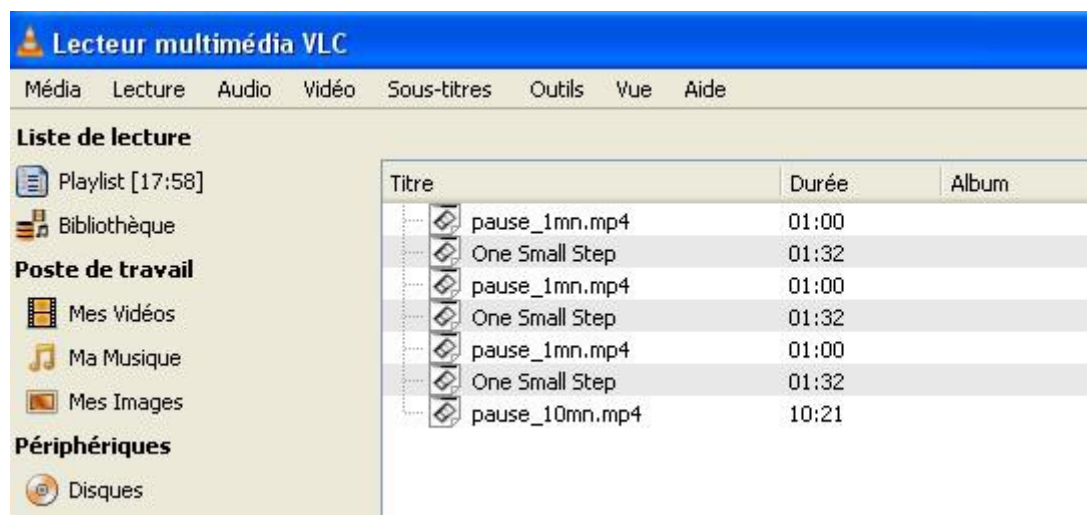 Lecteur multimédia VLC
Média Lecture Audio Vidéo Sous-titres Outils Vue Aide
Liste de lecture
Playlist [17:58]
Bibliothèque
Poste de travail
Mes Vidéos
Ma Musique
Mes Images
Périphériques
Disques
Titre Durée Album
pause_1mn.mp4 01:00
One Small Step 01:32
pause_1mn.mp4 01:00
One Small Step 01:32
pause_1mn.mp4 01:00
One Small Step 01:32
pause_10mn.mp4 10:21